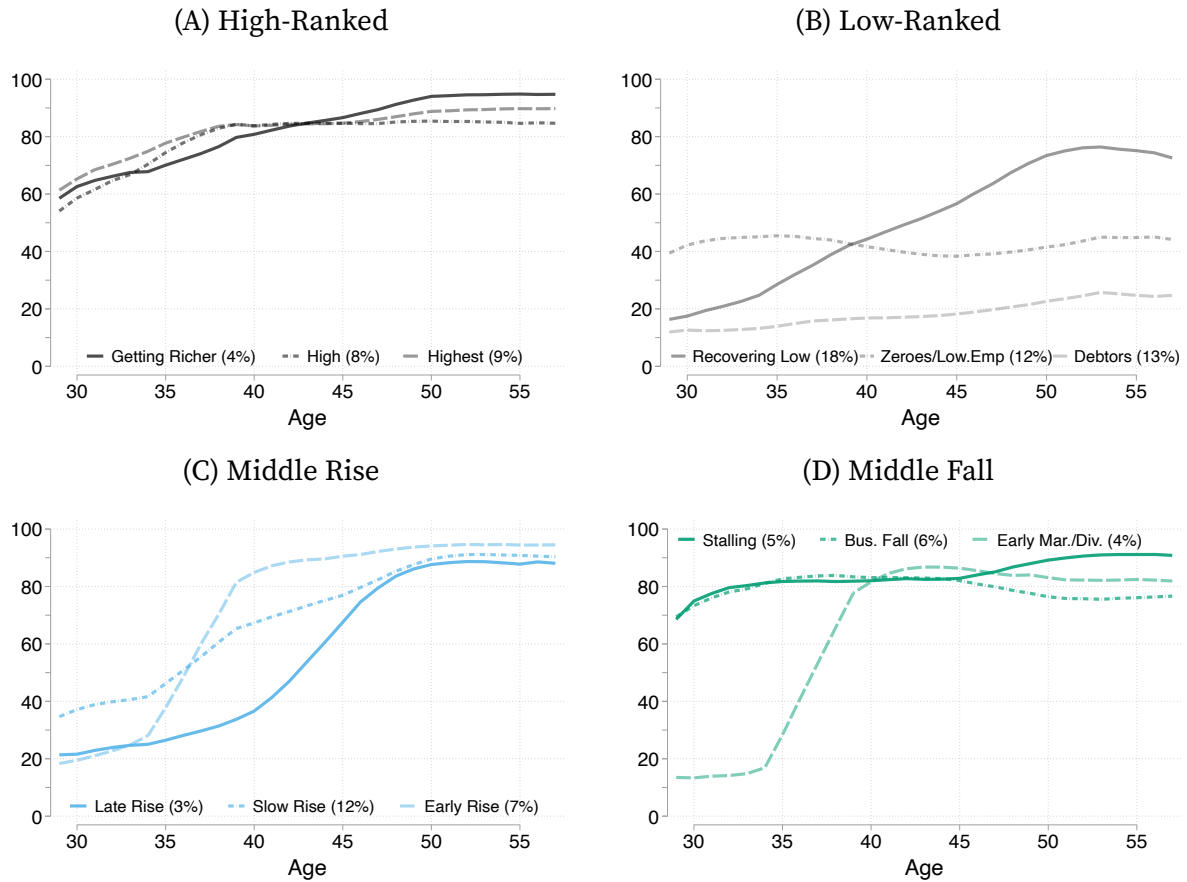 (A) High-Ranked
100
80
60
40
20
0
Getting Richer (4%) High (8%) Highest (9%)
30 35 40 45 50 55
Age
(B) Low-Ranked
100
80
60
40
20
0
Recovering Low (18%) Zeroes/Low.Emp (12%) Debtors (13%)
30 35 40 45 50 55
Age
(C) Middle Rise
100
80
60
40
20
0
Late Rise (3%) Slow Rise (12%) Early Rise (7%)
30 35 40 45 50 55
Age
(D) Middle Fall
100
Stalling (5%) Bus. Fall (6%) Early Mar./Div. (4%)
80
60
40
20
0
30 35 40 45 50 55
Age